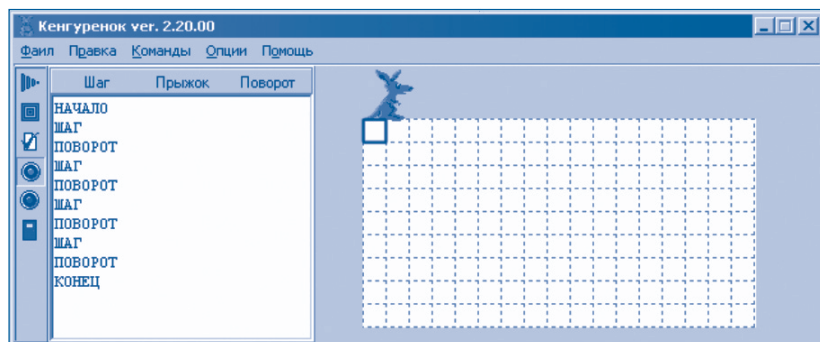 Кенгуренок ver. 2.20.00
Фаил Правка Команды Опции Помощь
Шаг Прыжок Поворот
НАЧАЛО
ШАГ
ПОВОРОТ
ШАГ
ПОВОРОТ
ШАГ
ПОВОРОТ
ШАГ
ПОВОРОТ
КОНЕЦ